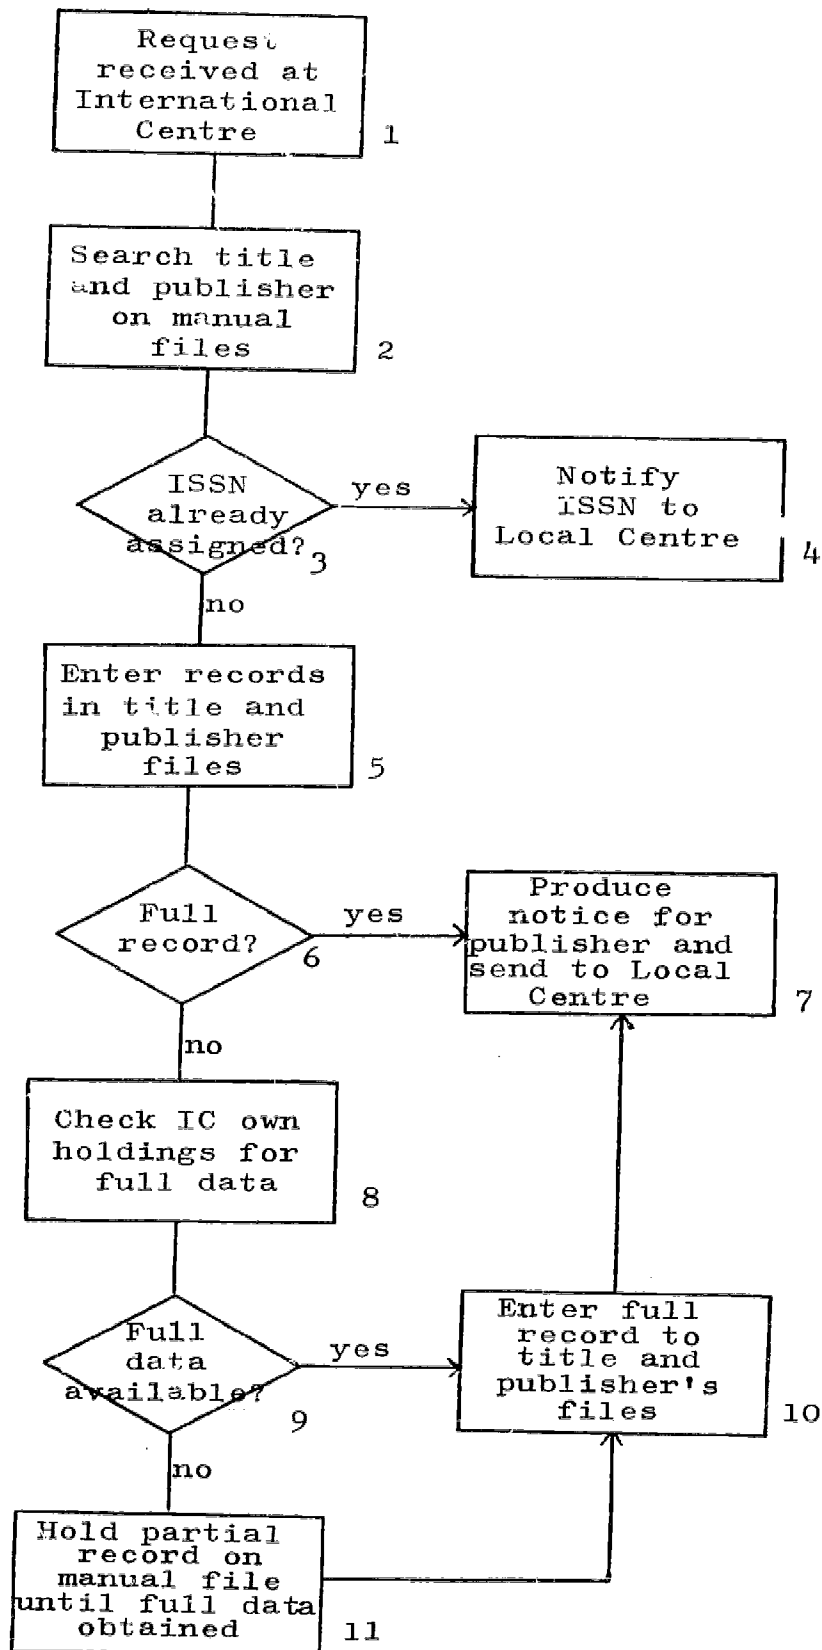 Request
received at
International
Centre
1
Search title
and publisher
on manual
files
2
ISSN
already
assigned?
3
yes
Notify
ISSN to
Local Centre
4
no
Enter records
in title and
publisher
files
5
Full
record?
6
yes
Produce
notice for
publisher and
send to Local
Centre
7
no
Check IC own
holdings for
full data
8
Full
data
available?
9
yes
Enter full
record to
title and
publisher's
files
10
no
Hold partial
record on
manual file
until full data
obtained
11